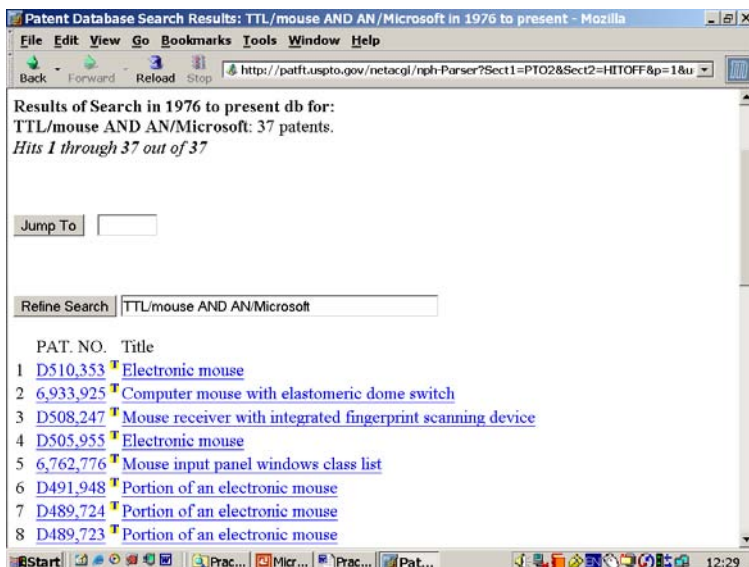 Patent Database Search Results: TTL/mouse AND AN/Microsoft in 1976 to present - Mozilla
File Edit View Go Bookmarks Tools Window Help
Back Forward Reload Stop http://patft.uspto.gov/netacgi/nph-Parser?Sect1=PTO2&Sect2=HITOFF&p=1&u
Results of Search in 1976 to present db for:
TTL/mouse AND AN/Microsoft: 37 patents.
Hits 1 through 37 out of 37
Jump To
Refine Search TTL/mouse AND AN/Microsoft
PAT. NO. Title
1 D510,353 T Electronic mouse
2 6,933,925 T Computer mouse with elastomeric dome switch
3 D508,247 T Mouse receiver with integrated fingerprint scanning device
4 D505,955 T Electronic mouse
5 6,762,776 T Mouse input panel windows class list
6 D491,948 T Portion of an electronic mouse
7 D489,724 T Portion of an electronic mouse
8 D489,723 T Portion of an electronic mouse
Start Prac... Micr... Prac... Pat... EN 12:29